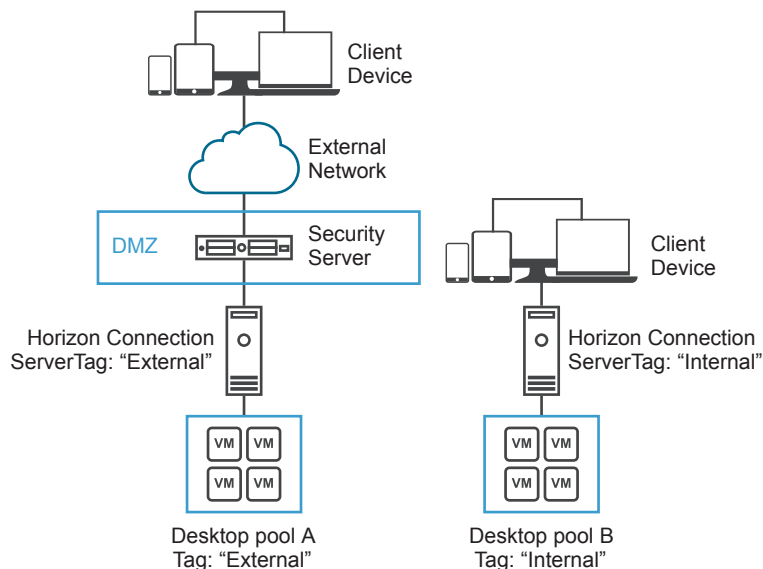 Client
Device
External
Network
DMZ
Security
Server
Client
Device
Horizon Connection
ServerTag: “External”
Horizon Connection
ServerTag: “Internal”
VM VM
VM VM
VM VM
VM VM
Desktop pool A
Tag: “External”
Desktop pool B
Tag: “Internal”